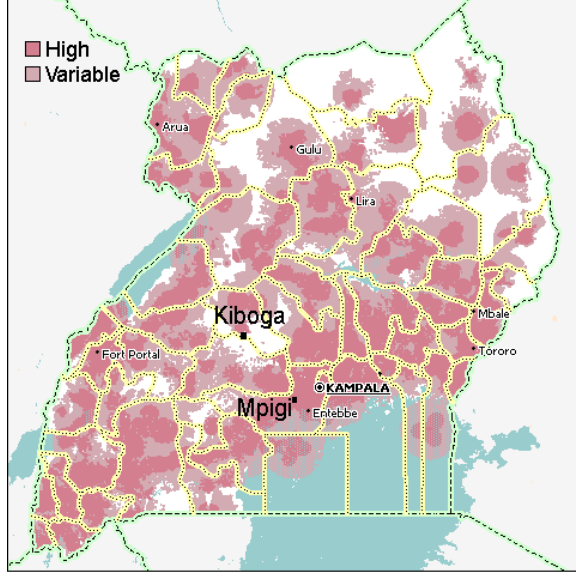 High
Variable
Arua
Gulu
Lira
Kiboga
Mbale
Fort Portal
Tororo
KAMPALA
Mpigi
Entebbe